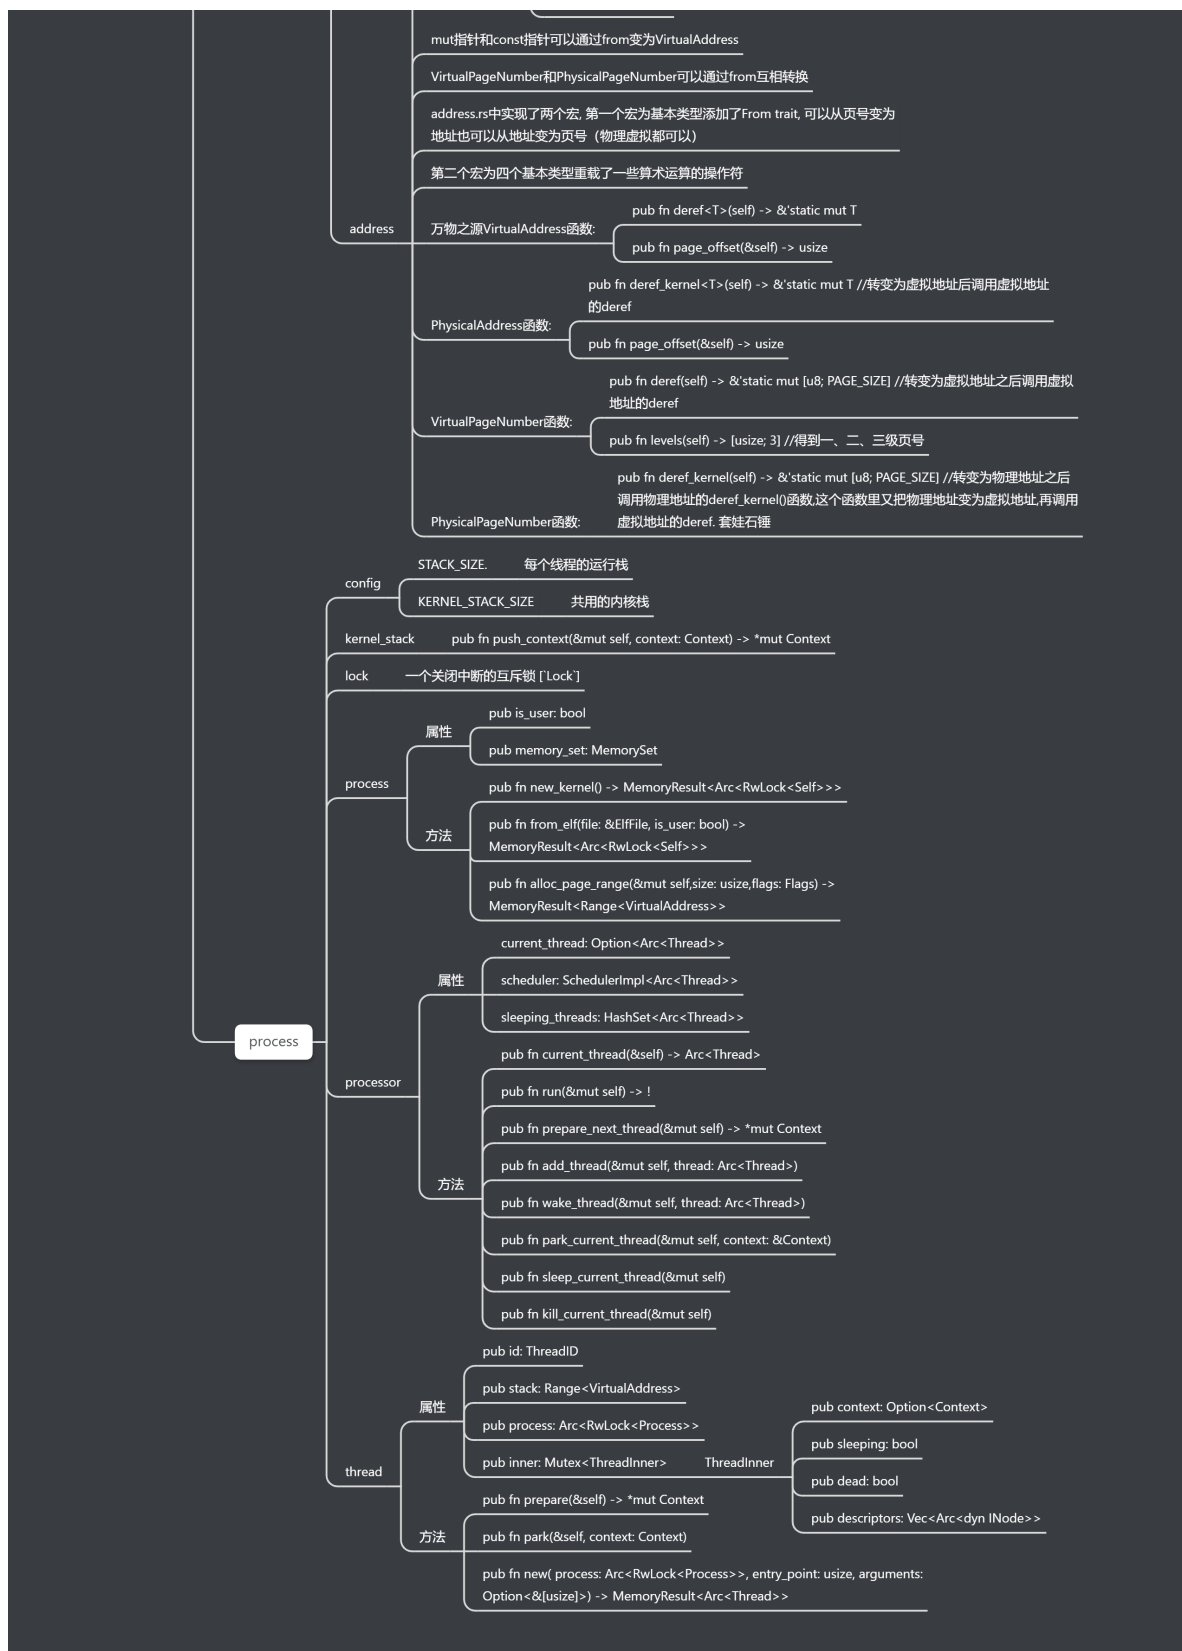 mut指针和const指针可以通过from变为VirtualAddress
VirtualPageNumber和PhysicalPageNumber可以通过from互相转换
address.rs中实现了两个宏, 第一个宏为基本类型添加了From trait, 可以从页号变为
地址也可以从地址变为页号（物理虚拟都可以）
第二个宏为四个基本类型重载了一些算术运算的操作符
address
万物之源VirtualAddress函数:
pub fn deref<T>(self) -> &'static mut T
pub fn page_offset(&self) -> usize
PhysicalAddress函数:
pub fn deref_kernel<T>(self) -> &'static mut T //转变为虚拟地址后调用虚拟地址
的deref
pub fn page_offset(&self) -> usize
VirtualPageNumber函数:
pub fn deref(self) -> &'static mut [u8; PAGE_SIZE] //转变为虚拟地址之后调用虚拟
地址的deref
pub fn levels(self) -> [usize; 3] //得到一、二、三级页号
PhysicalPageNumber函数:
pub fn deref_kernel(self) -> &'static mut [u8; PAGE_SIZE] //转变为物理地址之后
调用物理地址的deref_kernel()函数,这个函数里又把物理地址变为虚拟地址,再调用
虚拟地址的deref. 套娃石锤
process
config
STACK_SIZE. 每个线程的运行栈
KERNEL_STACK_SIZE 共用的内核栈
kernel_stack pub fn push_context(&mut self, context: Context) -> *mut Context
lock 一个关闭中断的互斥锁 [`Lock`]
process
属性
pub is_user: bool
pub memory_set: MemorySet
方法
pub fn new_kernel() -> MemoryResult<Arc<RwLock<Self>>>
pub fn from_elf(file: &ElfFile, is_user: bool) ->
MemoryResult<Arc<RwLock<Self>>>
pub fn alloc_page_range(&mut self,size: usize,flags: Flags) ->
MemoryResult<Range<VirtualAddress>>
processor
属性
current_thread: Option<Arc<Thread>>
scheduler: SchedulerImpl<Arc<Thread>>
sleeping_threads: HashSet<Arc<Thread>>
方法
pub fn current_thread(&self) -> Arc<Thread>
pub fn run(&mut self) -> !
pub fn prepare_next_thread(&mut self) -> *mut Context
pub fn add_thread(&mut self, thread: Arc<Thread>)
pub fn wake_thread(&mut self, thread: Arc<Thread>)
pub fn park_current_thread(&mut self, context: &Context)
pub fn sleep_current_thread(&mut self)
pub fn kill_current_thread(&mut self)
thread
属性
pub id: ThreadID
pub stack: Range<VirtualAddress>
pub process: Arc<RwLock<Process>>
pub inner: Mutex<ThreadInner> ThreadInner
pub context: Option<Context>
pub sleeping: bool
pub dead: bool
pub descriptors: Vec<Arc<dyn INode>>
方法
pub fn prepare(&self) -> *mut Context
pub fn park(&self, context: Context)
pub fn new( process: Arc<RwLock<Process>>, entry_point: usize, arguments:
Option<&[usize]>) -> MemoryResult<Arc<Thread>>